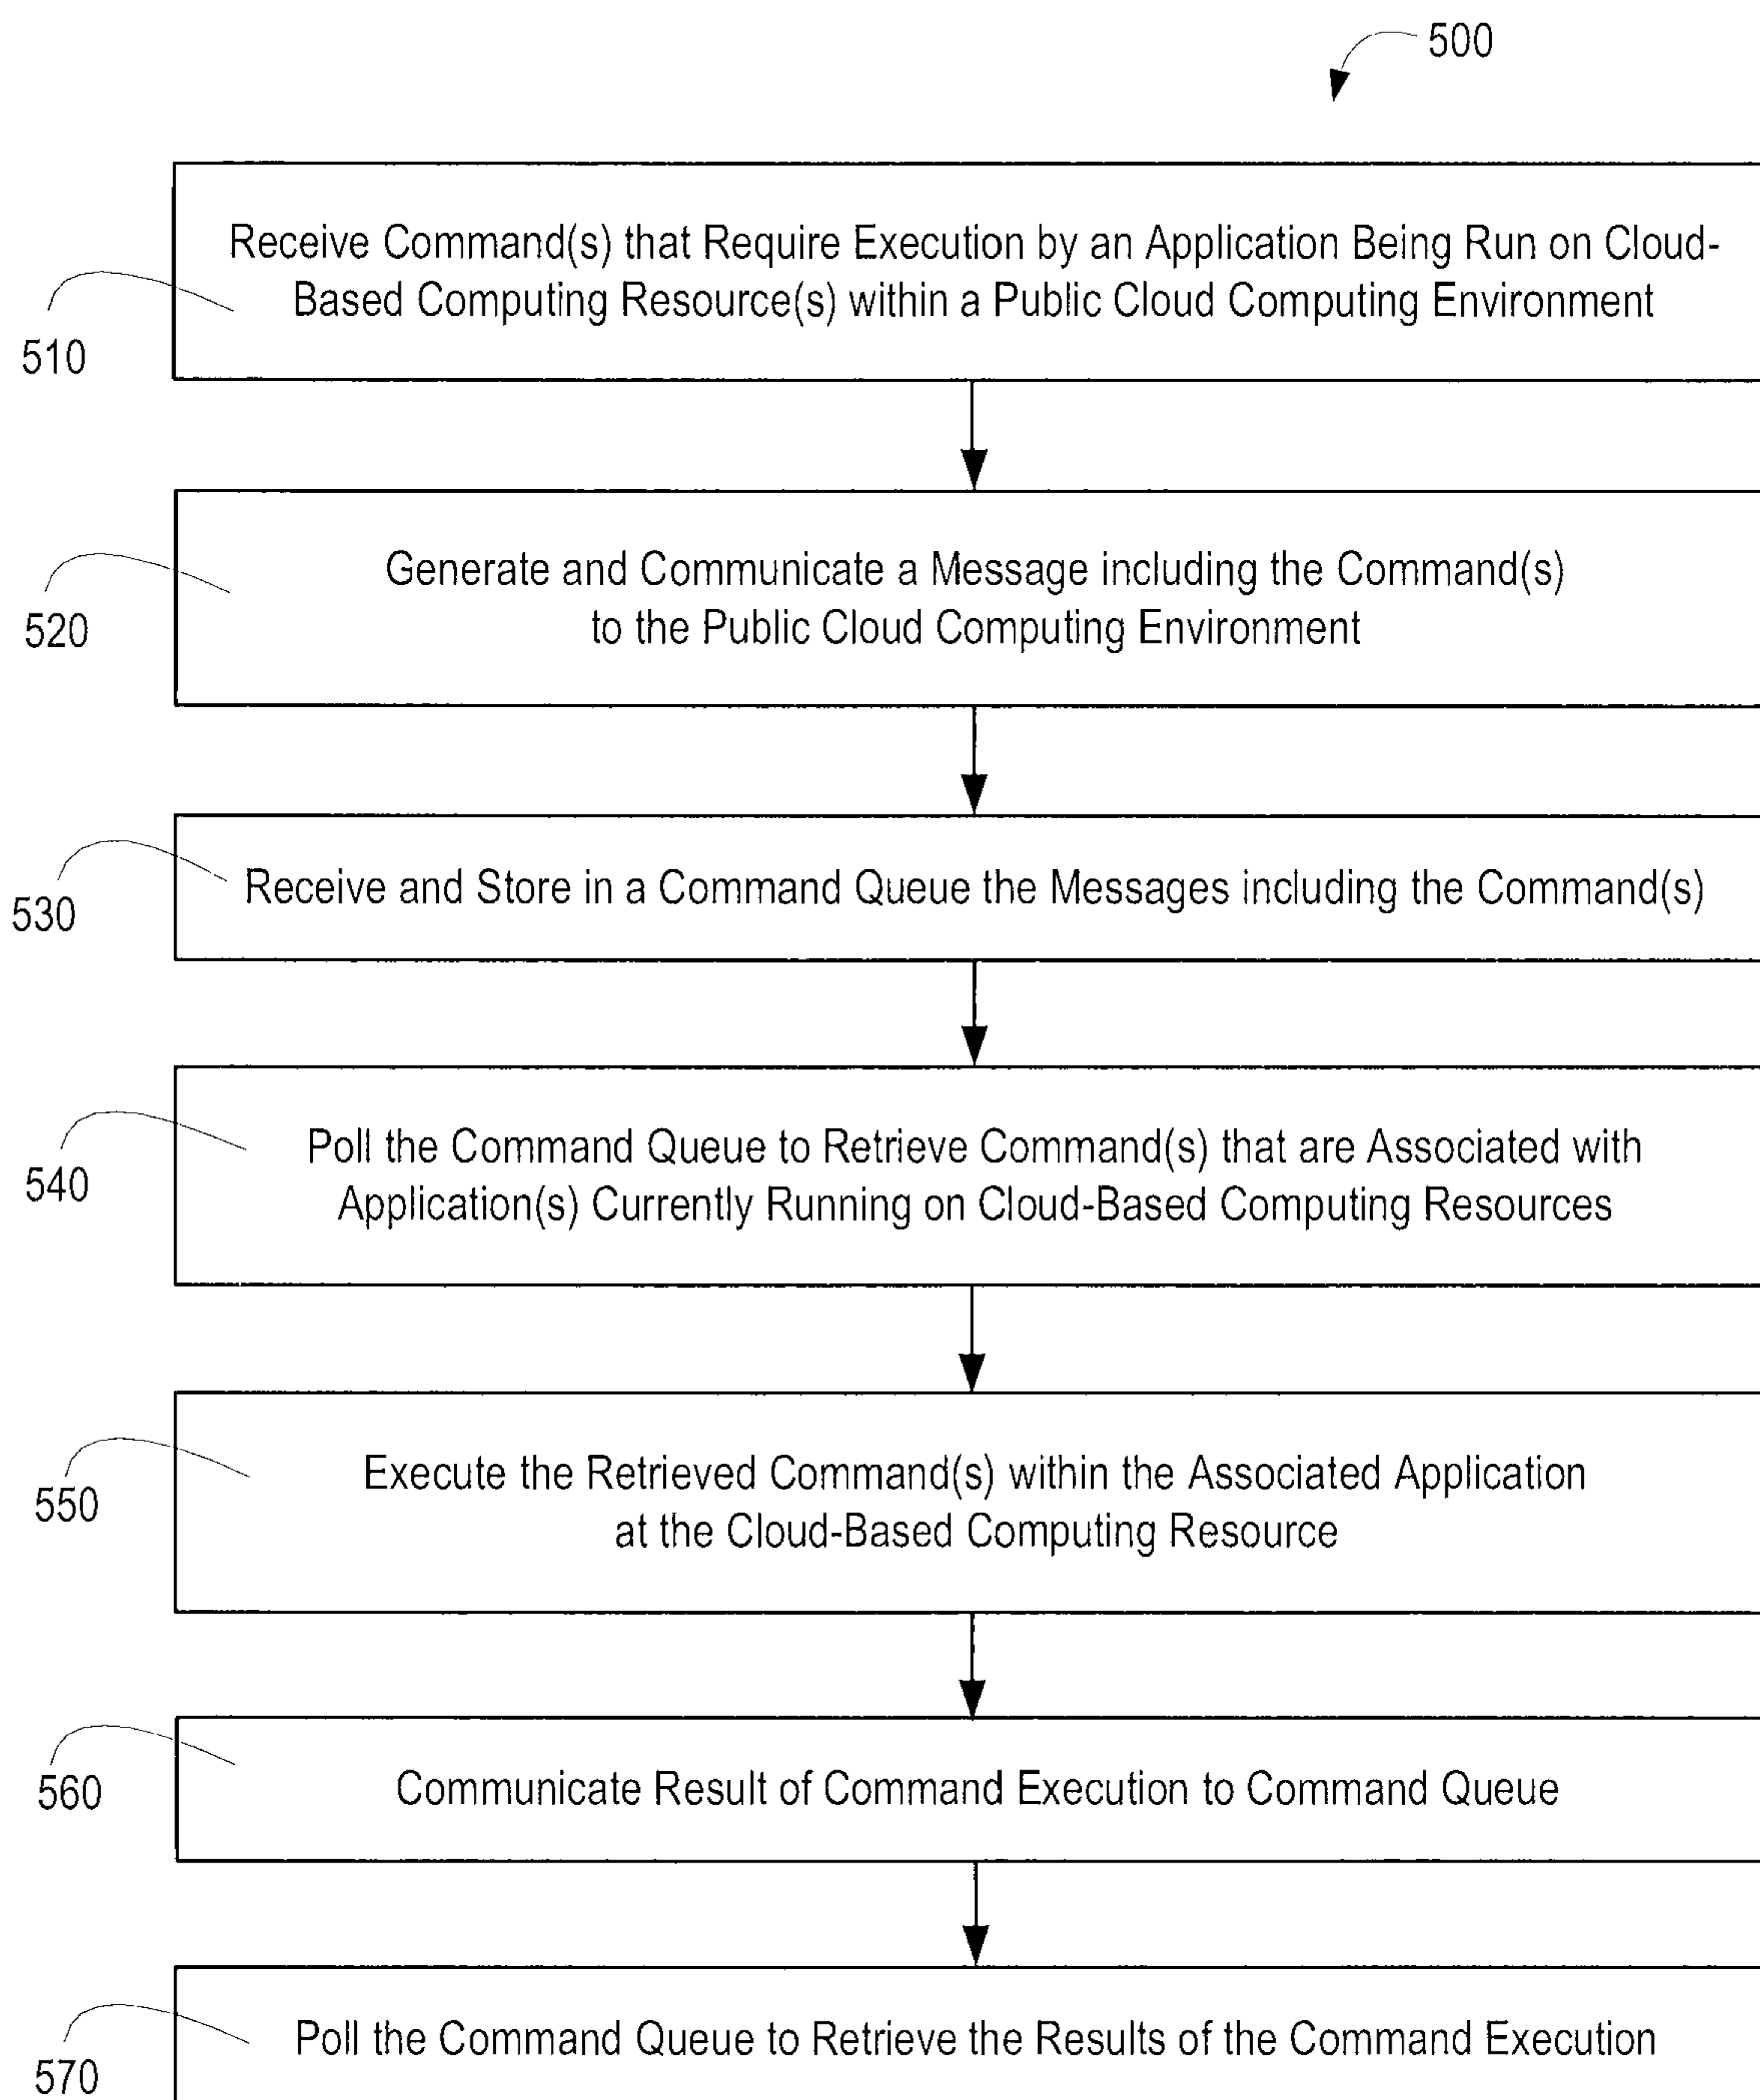 500
Receive Command(s) that Require Execution by an Application Being Run on Cloud-
Based Computing Resource(s) within a Public Cloud Computing Environment
510
Generate and Communicate a Message including the Command(s)
to the Public Cloud Computing Environment
520
Receive and Store in a Command Queue the Messages including the Command(s)
530
Poll the Command Queue to Retrieve Command(s) that are Associated with
Application(s) Currently Running on Cloud-Based Computing Resources
540
Execute the Retrieved Command(s) within the Associated Application
at the Cloud-Based Computing Resource
550
Communicate Result of Command Execution to Command Queue
560
Poll the Command Queue to Retrieve the Results of the Command Execution
570